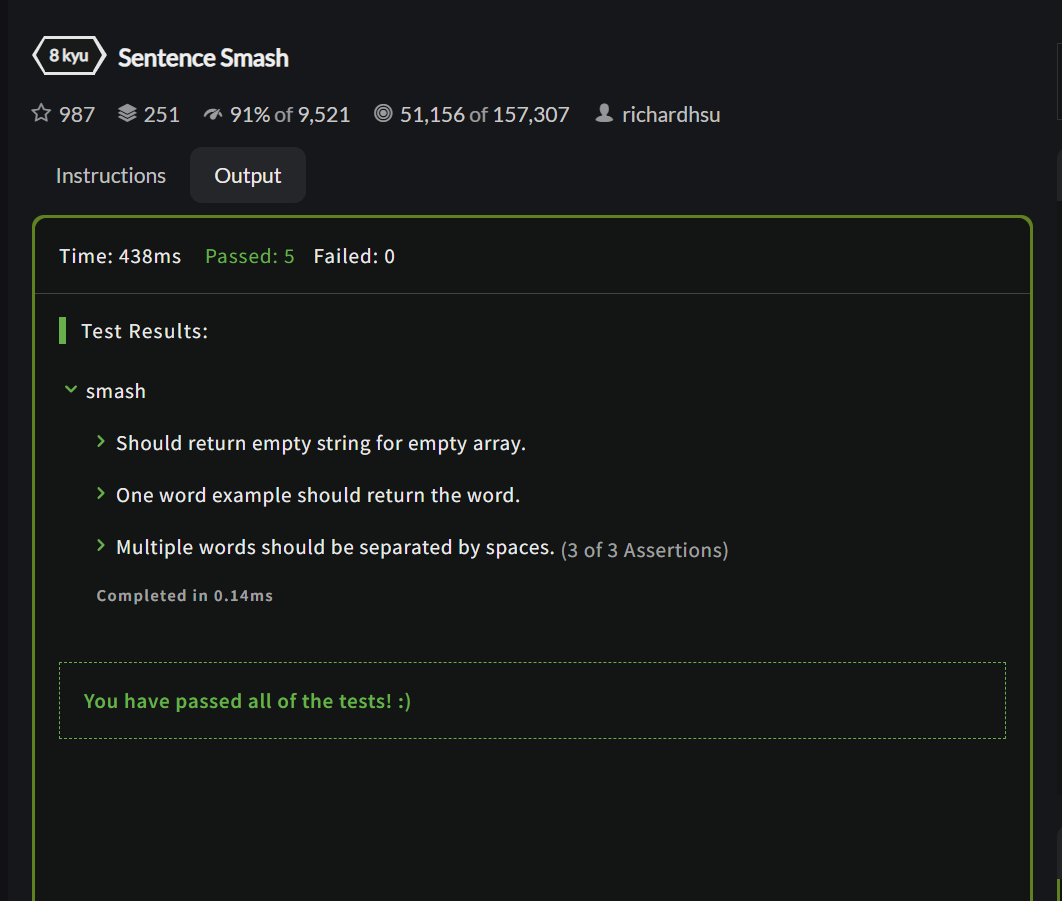 8 kyu Sentence Smash
987 251 91% of 9,521 51,156 of 157,307 richardhsu
Instructions Output
Time: 438ms Passed: 5 Failed: 0
Test Results:
smash
Should return empty string for empty array.
One word example should return the word.
Multiple words should be separated by spaces. (3 of 3 Assertions)
Completed in 0.14ms
You have passed all of the tests! :)